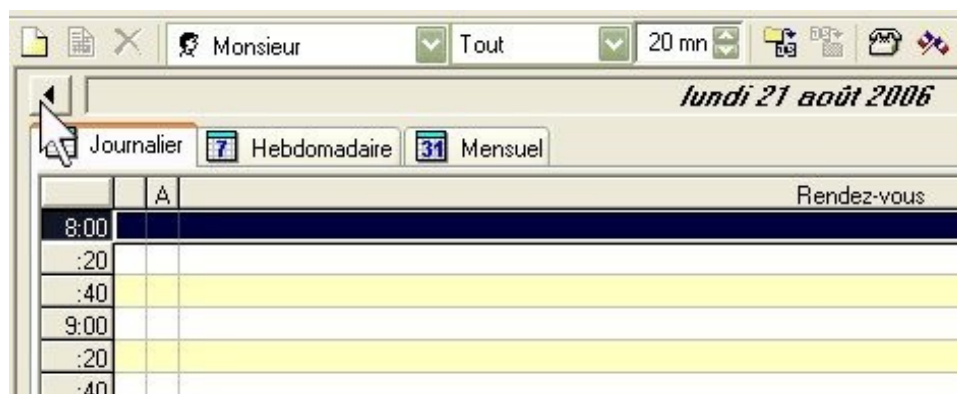 Monsieur Tout 20 mn
lundi 21 août 2006
Journalier 7 Hebdomadaire 31 Mensuel
A Rendez-vous
8:00
:20
:40
9:00
:20
:40